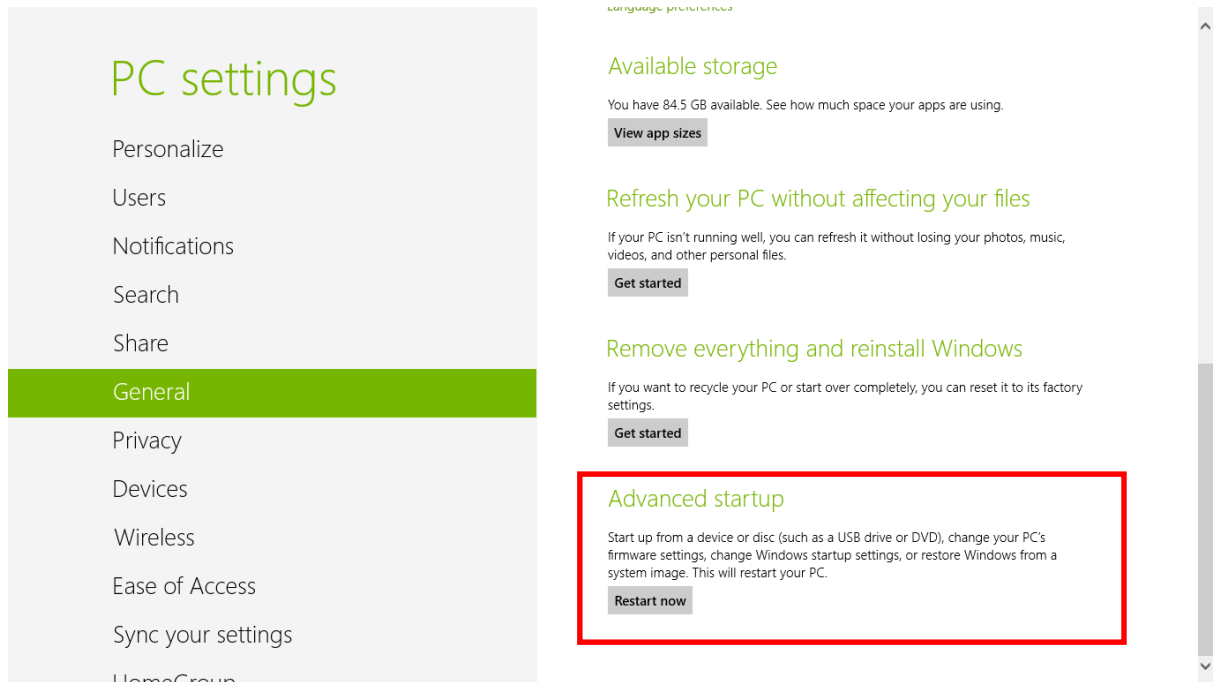 PC settings
Personalize
Users
Notifications
Search
Share
General
Privacy
Devices
Wireless
Ease of Access
Sync your settings
HomeGroup
Language preferences
Available storage
You have 84.5 GB available. See how much space your apps are using.
View app sizes
Refresh your PC without affecting your files
If your PC isn't running well, you can refresh it without losing your photos, music,
videos, and other personal files.
Get started
Remove everything and reinstall Windows
If you want to recycle your PC or start over completely, you can reset it to its factory
settings.
Get started
Advanced startup
Start up from a device or disc (such as a USB drive or DVD), change your PC's
firmware settings, change Windows startup settings, or restore Windows from a
system image. This will restart your PC.
Restart now